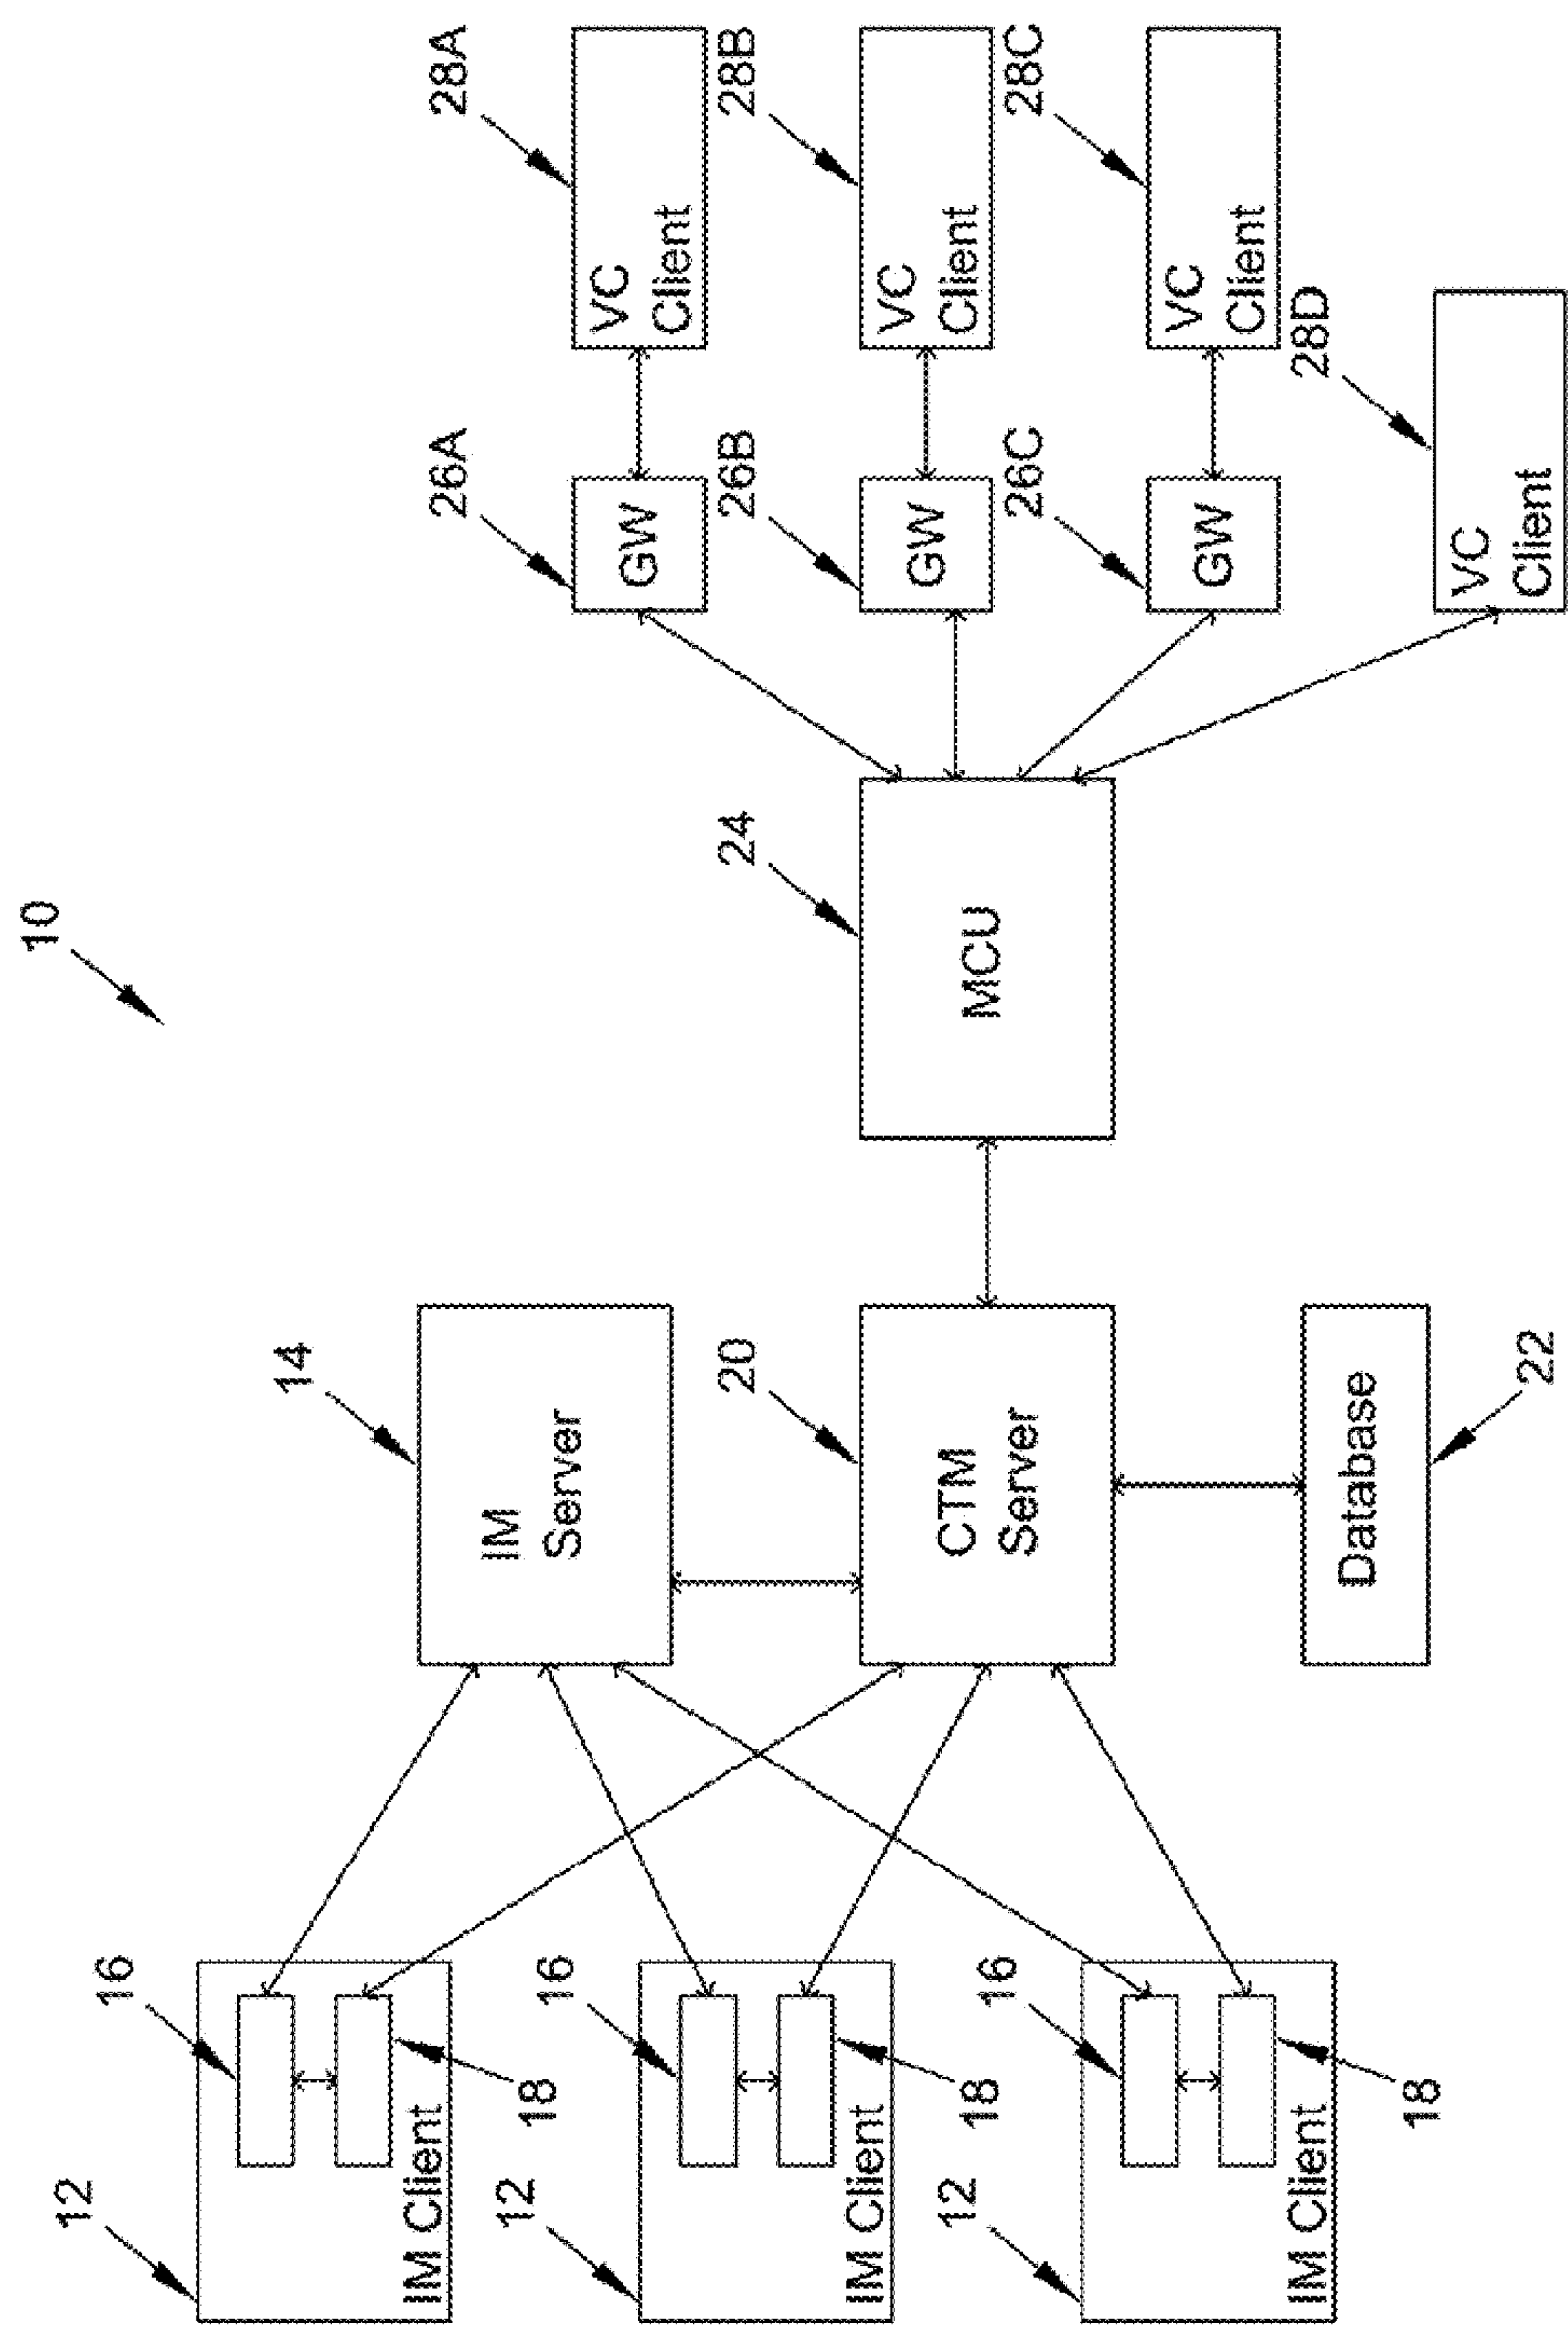 10
12
16
18
IM Client
12
16
18
IM Client
12
16
18
IM Client
14
IM
Server
20
CTM
Server
Database
22
24
MCU
26A
GW
28A
VC
Client
26B
GW
28B
VC
Client
26C
GW
28C
VC
Client
28D
VC
Client